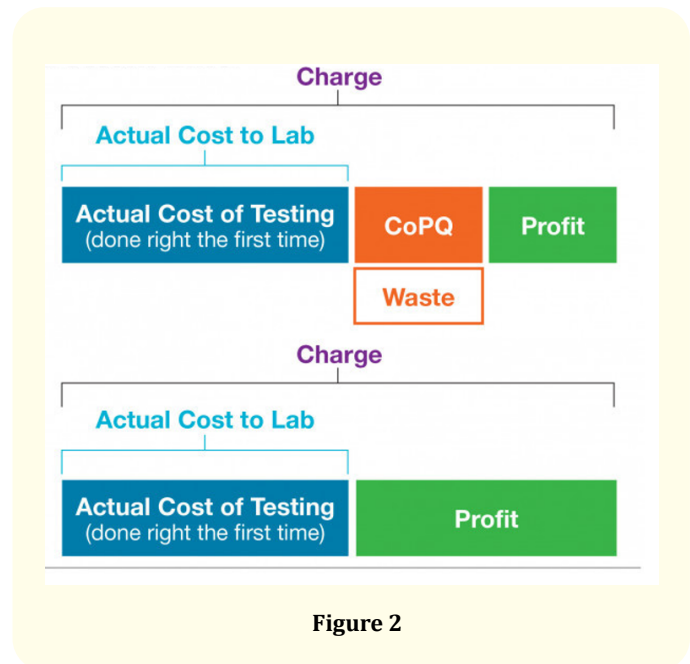 Charge
Actual Cost to Lab
Actual Cost of Testing
(done right the first time)
CoPQ
Profit
Waste
Charge
Actual Cost to Lab
Actual Cost of Testing
(done right the first time)
Profit
Figure 2